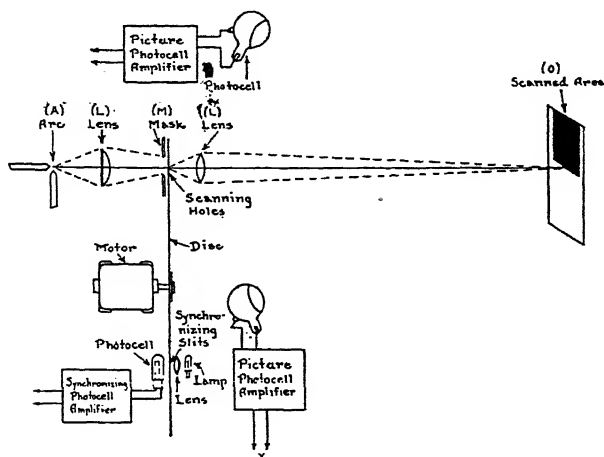 Picture
Photocell
Amplifier
Photocell
(O)
Scanned Area
(A)
Arc
(L)
Lens
(M)
Mask
(L)
Lens
Scanning
Holes
Disc
Motor
Synchro-
nizing
Slits
Photocell
Lamp
Lens
Synchronizing
Photocell
Amplifier
Picture
Photocell
Amplifier